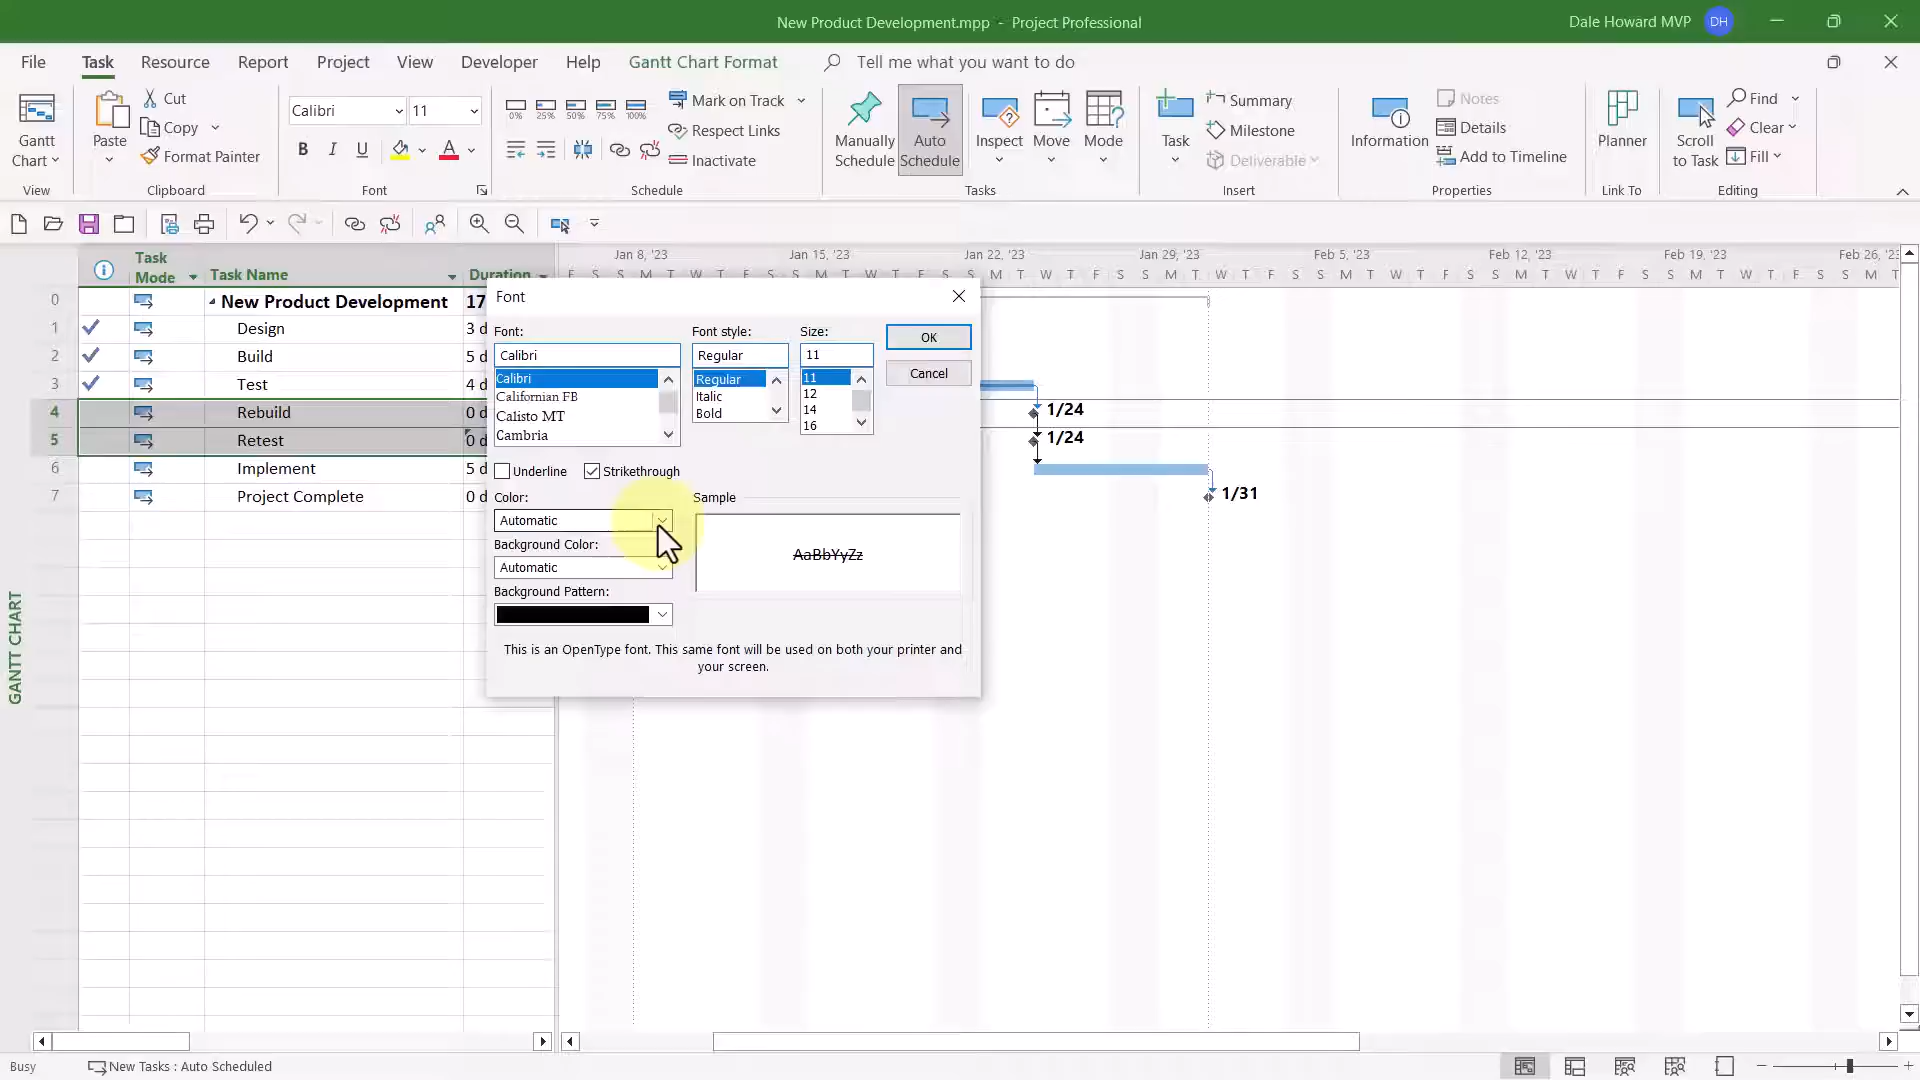 New Product Development.mpp - Project Professional
Dale Howard MVP DH
File Task Resource Report Project View Developer Help Gantt Chart Format Tell me what you want to do
Gantt Chart
View
Paste
Cut
Copy
Format Painter
Clipboard
Calibri 11
B I U A
Font
0% 25% 50% 75% 100%
Mark on Track
Respect Links
Inactivate
Schedule
Manually Schedule
Auto Schedule
Inspect
Move
Mode
Tasks
Task
Summary
Milestone
Deliverable
Insert
Information
Notes
Details
Add to Timeline
Properties
Planner
Link To
Scroll to Task
Find
Clear
Fill
Editing
Task Mode Task Name Duration
Jan 8, '23 Jan 15, '23 Jan 22, '23 Jan 29, '23 Feb 5, '23 Feb 12, '23 Feb 19, '23 Feb 26, '23
F S S M T W T F S S M T W T F S S M T W T F S S M T W T F S S M T W T F S S M T W T F S S M T W T F S S M T
0 New Product Development 17
1 Design 3 d
2 Build 5 d
3 Test 4 d
4 Rebuild 0 d
5 Retest 0 d
6 Implement 5 d
7 Project Complete 0 d
1/24
1/24
1/31
Font
Font: Font style: Size:
Calibri Regular 11
OK
Cancel
Calibri
Californian FB
Calisto MT
Cambria
Regular
Italic
Bold
11
12
14
16
Underline Strikethrough
Color:
Automatic
Background Color:
Automatic
Background Pattern:
Sample
AaBbYyZz
This is an OpenType font. This same font will be used on both your printer and
your screen.
GANTT CHART
Busy New Tasks : Auto Scheduled